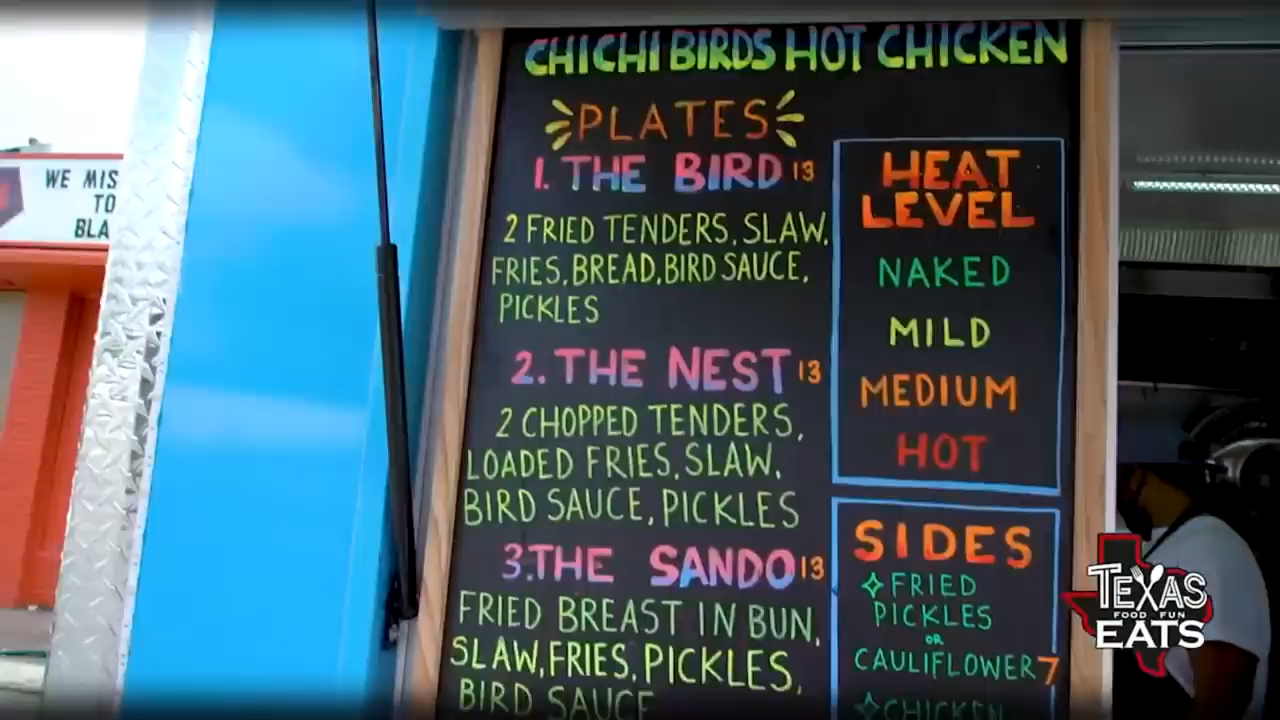 CHICHI BIRDS HOT CHICKEN
PLATES
1. THE BIRD 13
2 FRIED TENDERS, SLAW,
FRIES, BREAD, BIRD SAUCE,
PICKLES
2. THE NEST 13
2 CHOPPED TENDERS,
LOADED FRIES, SLAW,
BIRD SAUCE, PICKLES
3. THE SANDO 13
FRIED BREAST IN BUN,
SLAW, FRIES, PICKLES,
BIRD SAUCE
HEAT
LEVEL
NAKED
MILD
MEDIUM
HOT
SIDES
FRIED
PICKLES
OR
CAULIFLOWER 7
CHICKEN
WE MIS
TO
BLA
TEXAS
FOOD FUN
EATS